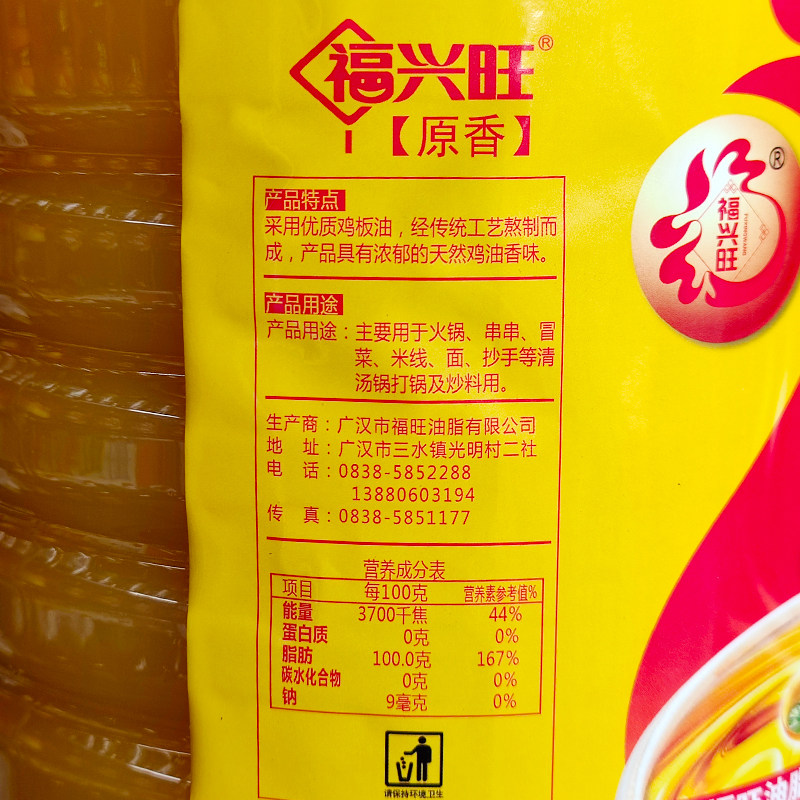 福兴旺®
【原香】
产品特点
采用优质鸡板油，经传统工艺熬制而
成，产品具有浓郁的天然鸡油香味。
产品用途
产品用途：主要用于火锅、串串、冒
菜、米线、面、抄手等清
汤锅打锅及炒料用。
生产商：广汉市福旺油脂有限公司
地 址：广汉市三水镇光明村二社
电 话：0838-5852288
13880603194
传 真：0838-5851177
营养成分表
项目 每100克 营养素参考值%
能量 3700千焦 44%
蛋白质 0克 0%
脂肪 100.0克 167%
碳水化合物 0克 0%
钠 9毫克 0%
请保持环境卫生
®
福兴旺